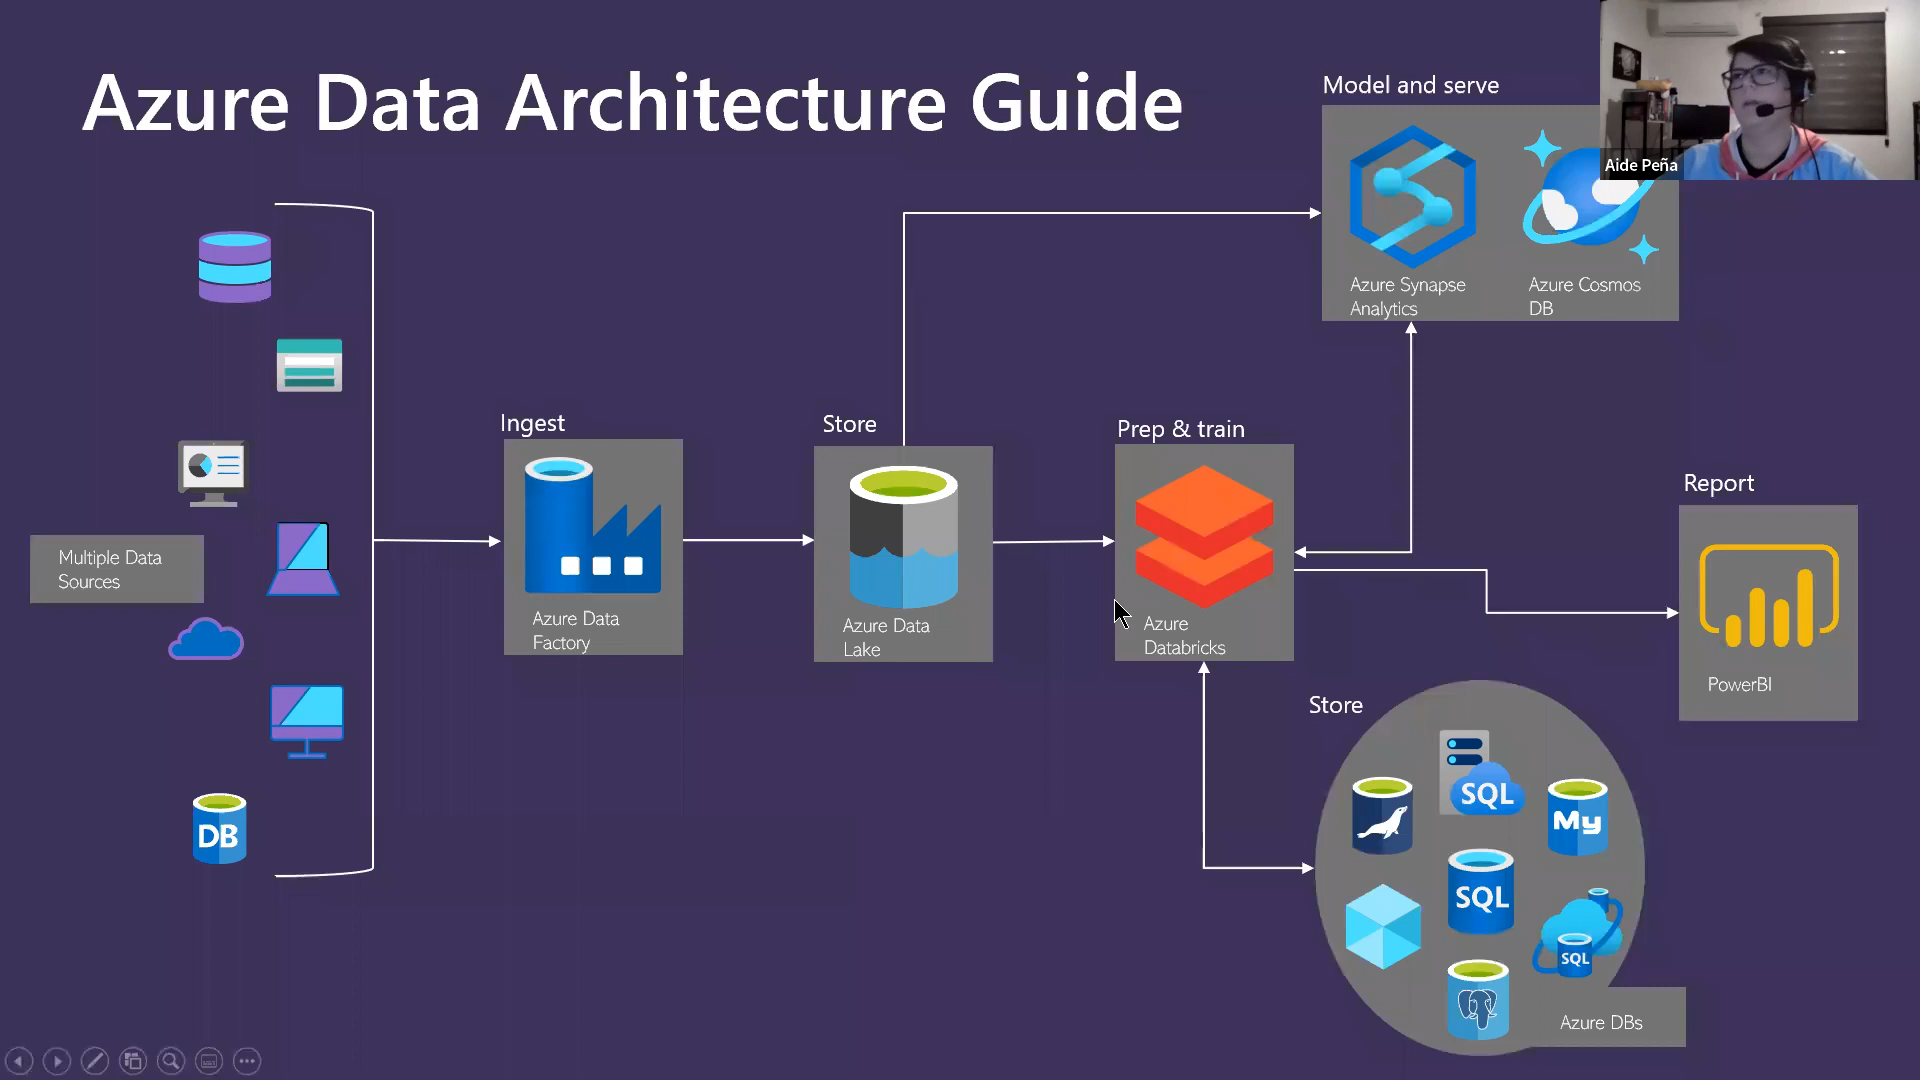 Azure Data Architecture Guide
Model and serve
Aide Peña
Azure Synapse
Analytics
Azure Cosmos
DB
Ingest
Store
Prep & train
Report
Multiple Data
Sources
Azure Data
Factory
Azure Data
Lake
Azure
Databricks
PowerBI
Store
SQL
My
SQL
DB
SQL
Azure DBs